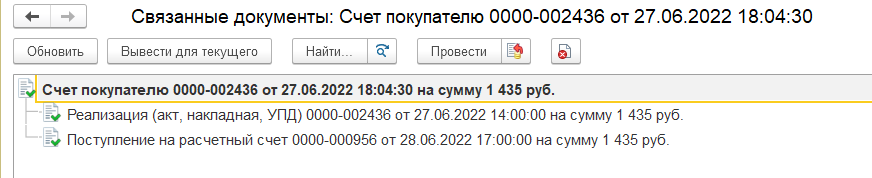 Связанные документы: Счет покупателю 0000-002436 от 27.06.2022 18:04:30
Обновить Вывести для текущего Найти... Провести
Счет покупателю 0000-002436 от 27.06.2022 18:04:30 на сумму 1 435 руб.
Реализация (акт, накладная, УПД) 0000-002436 от 27.06.2022 14:00:00 на сумму 1 435 руб.
Поступление на расчетный счет 0000-000956 от 28.06.2022 17:00:00 на сумму 1 435 руб.